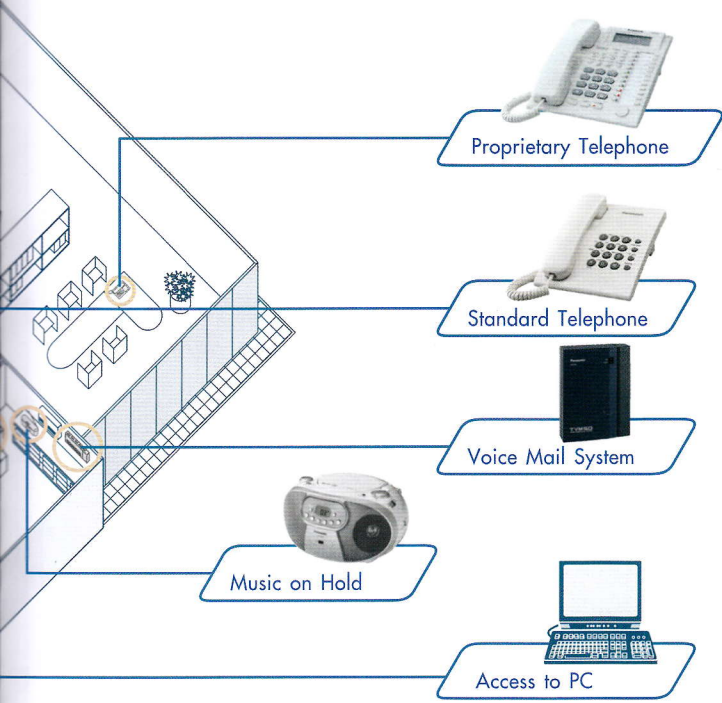 Proprietary Telephone
Standard Telephone
Voice Mail System
Music on Hold
Access to PC